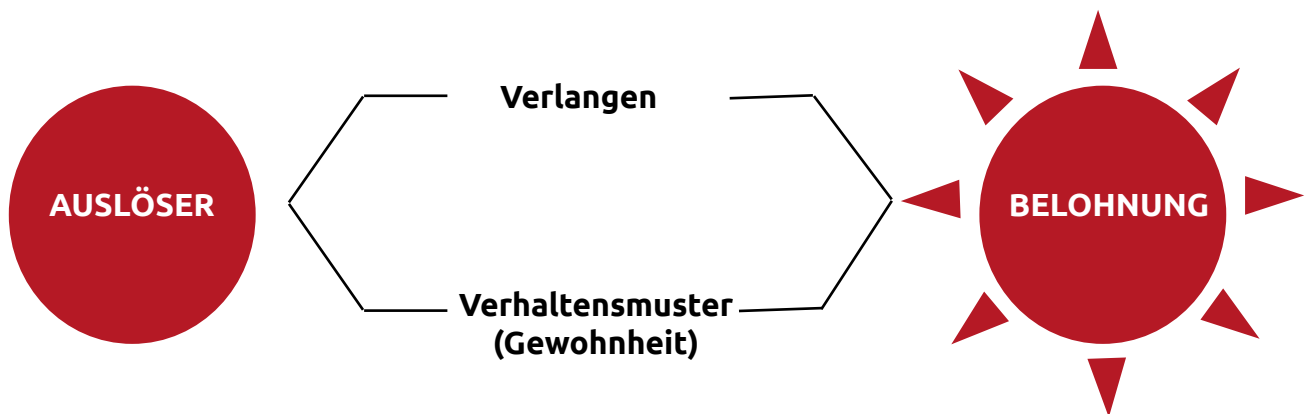 Verlangen
AUSLÖSER
BELOHNUNG
Verhaltensmuster
(Gewohnheit)